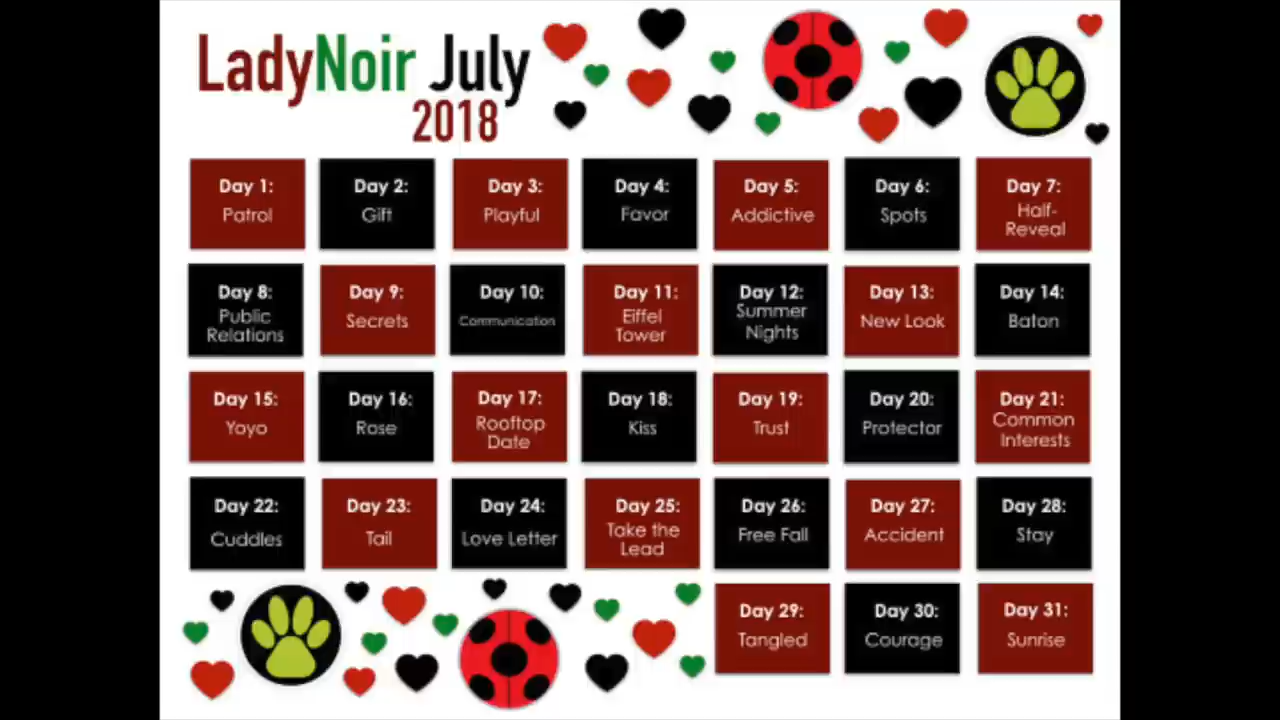 LadyNoir July
2018
Day 1:
Patrol
Day 2:
Gift
Day 3:
Playful
Day 4:
Favor
Day 5:
Addictive
Day 6:
Spots
Day 7:
Half-
Reveal
Day 8:
Public
Relations
Day 9:
Secrets
Day 10:
Communication
Day 11:
Eiffel
Tower
Day 12:
Summer
Nights
Day 13:
New Look
Day 14:
Baton
Day 15:
Yoyo
Day 16:
Rose
Day 17:
Rooftop
Date
Day 18:
Kiss
Day 19:
Trust
Day 20:
Protector
Day 21:
Common
Interests
Day 22:
Cuddles
Day 23:
Tail
Day 24:
Love Letter
Day 25:
Take the
Lead
Day 26:
Free Fall
Day 27:
Accident
Day 28:
Stay
Day 29:
Tangled
Day 30:
Courage
Day 31:
Sunrise